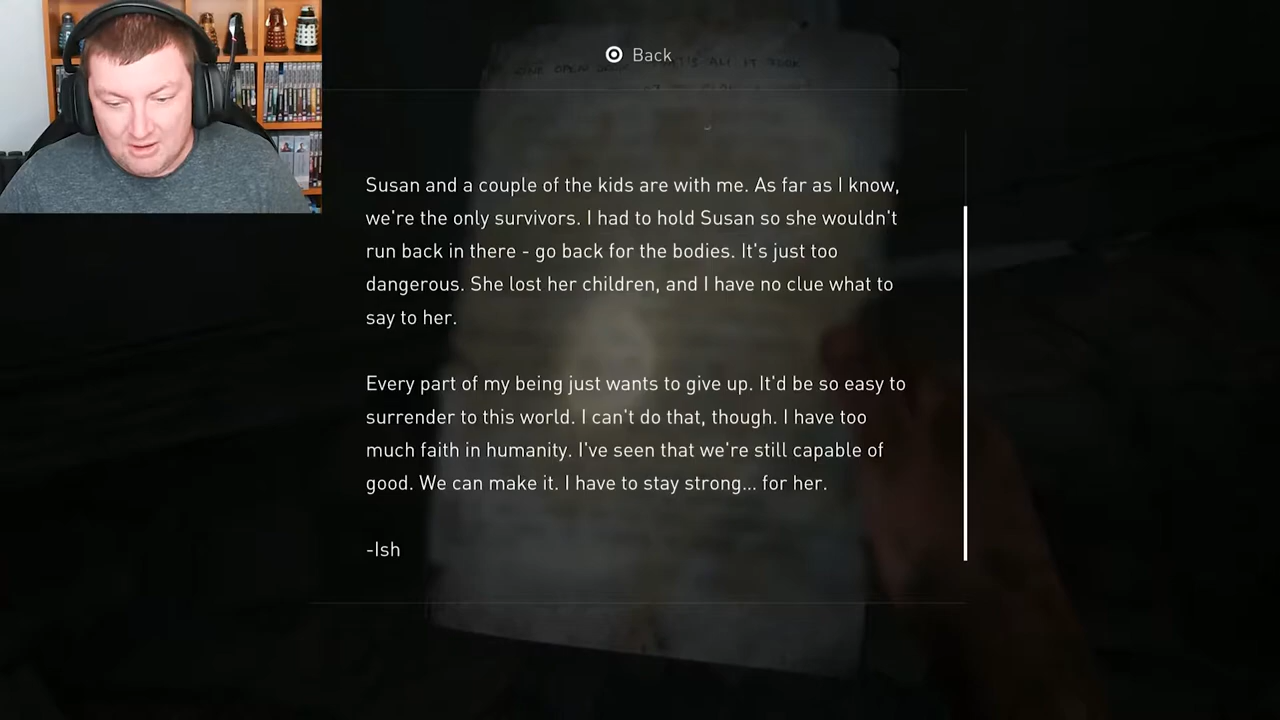 Back
Susan and a couple of the kids are with me. As far as I know,
we're the only survivors. I had to hold Susan so she wouldn't
run back in there - go back for the bodies. It's just too
dangerous. She lost her children, and I have no clue what to
say to her.
Every part of my being just wants to give up. It'd be so easy to
surrender to this world. I can't do that, though. I have too
much faith in humanity. I've seen that we're still capable of
good. We can make it. I have to stay strong... for her.
-Ish